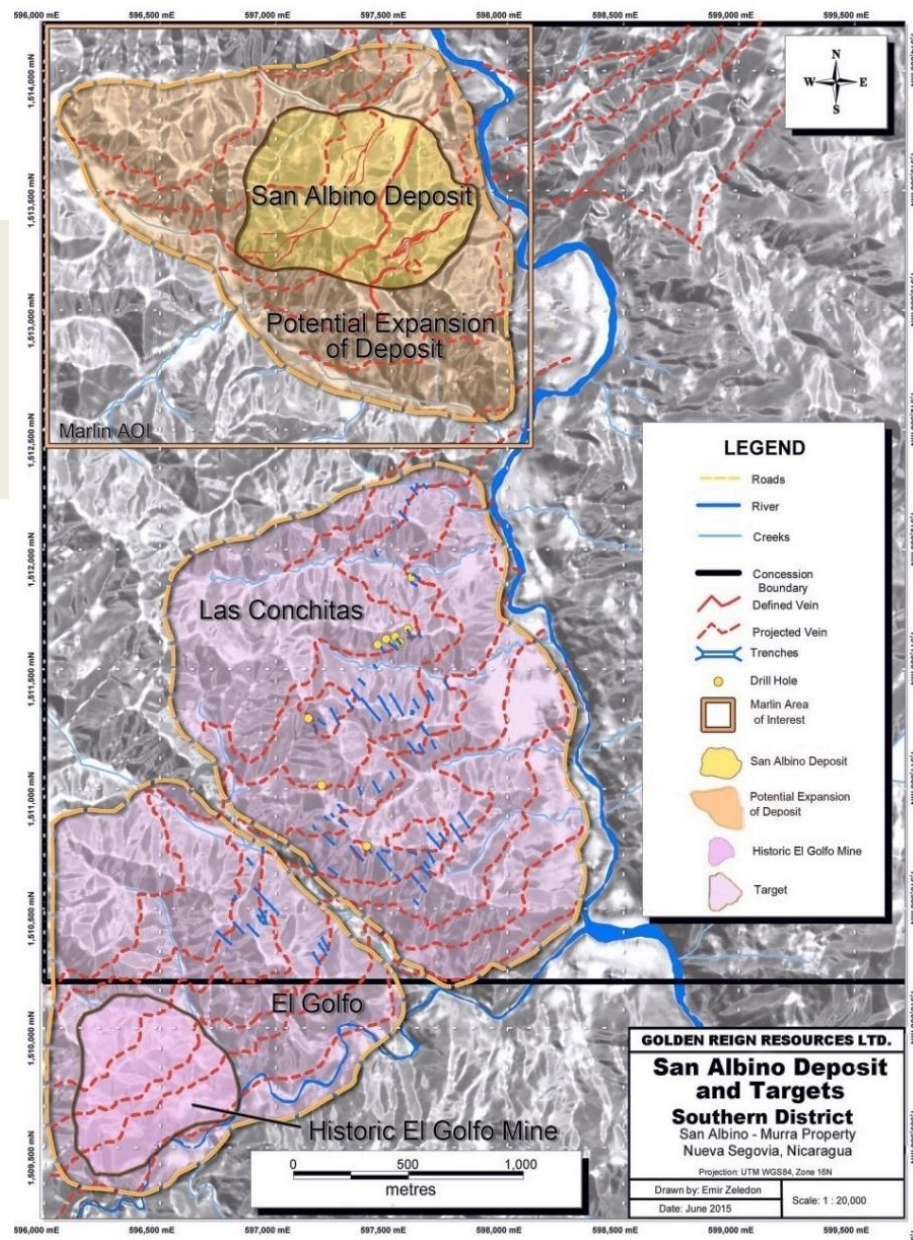 596,000 mE
596,500 mE
597,000 mE
597,500 mE
598,000 mE
598,500 mE
599,000 mE
599,500 mE
1,514,000 mN
1,513,500 mN
1,513,000 mN
1,512,500 mN
1,512,000 mN
1,511,500 mN
1,511,000 mN
1,510,500 mN
1,510,000 mN
1,509,500 mN
N
W
E
S
San Albino Deposit
Potential Expansion
of Deposit
Marlin AOI
Las Conchitas
El Golfo
Historic El Golfo Mine
LEGEND
Roads
River
Creeks
Concession
Boundary
Defined Vein
Projected Vein
Trenches
Drill Hole
Marlin Area
of Interest
San Albino Deposit
Potential Expansion
of Deposit
Historic El Golfo Mine
Target
0 500 1,000
metres
GOLDEN REIGN RESOURCES LTD.
San Albino Deposit
and Targets
Southern District
San Albino - Murra Property
Nueva Segovia, Nicaragua
Projection: UTM WGS84, Zone 16N
Drawn by: Emir Zeledon
Date: June 2015
Scale: 1 : 20,000
596,000 mE
596,500 mE
597,000 mE
597,500 mE
598,000 mE
598,500 mE
599,000 mE
599,500 mE